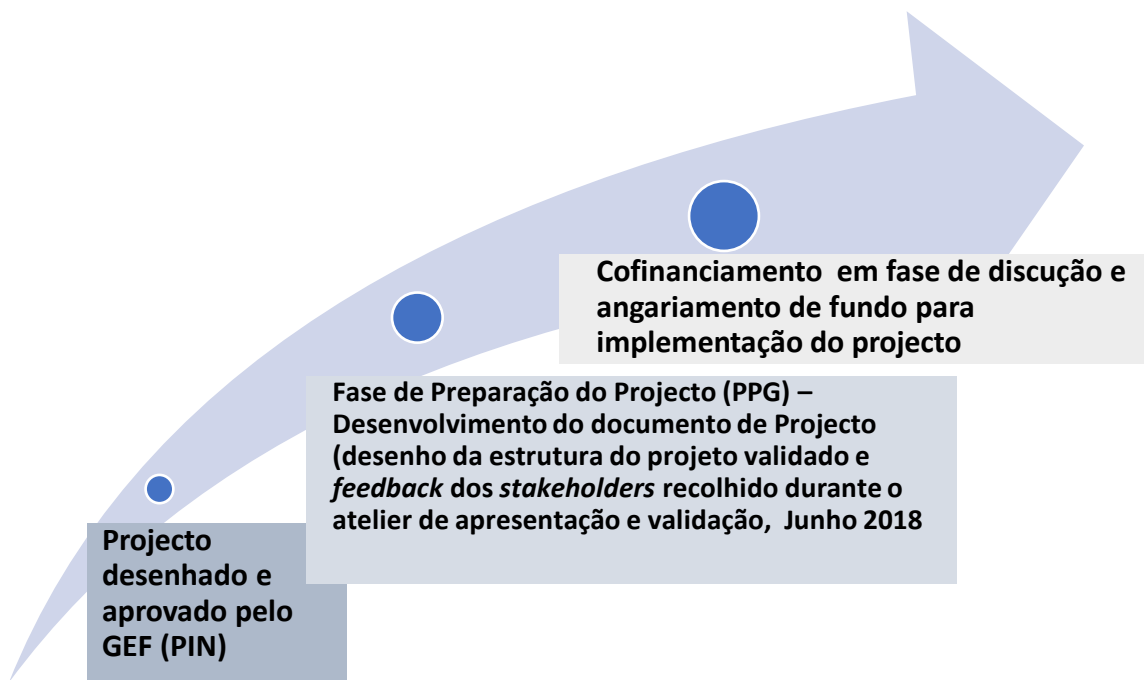 Cofinanciamento em fase de discução e
angariamento de fundo para
implementação do projecto
Fase de Preparação do Projecto (PPG) –
Desenvolvimento do documento de Projecto
(desenho da estrutura do projeto validado e
feedback dos stakeholders recolhido durante o
atelier de apresentação e validação, Junho 2018
Projecto
desenhado e
aprovado pelo
GEF (PIN)